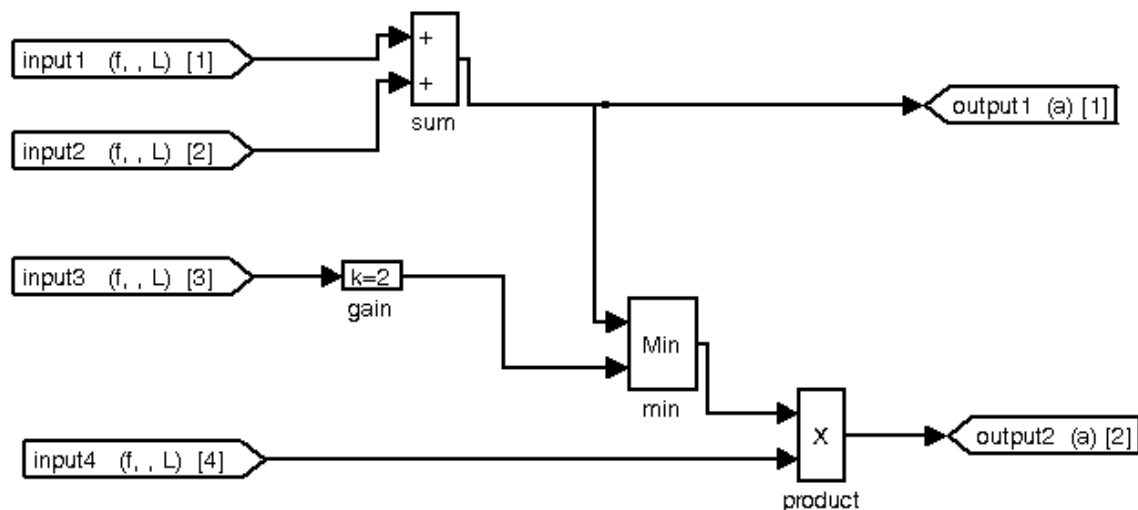 input1 (f, , L) [1]
+
+
sum
input2 (f, , L) [2]
output1 (a) [1]
input3 (f, , L) [3]
k=2
gain
Min
min
input4 (f, , L) [4]
X
product
output2 (a) [2]